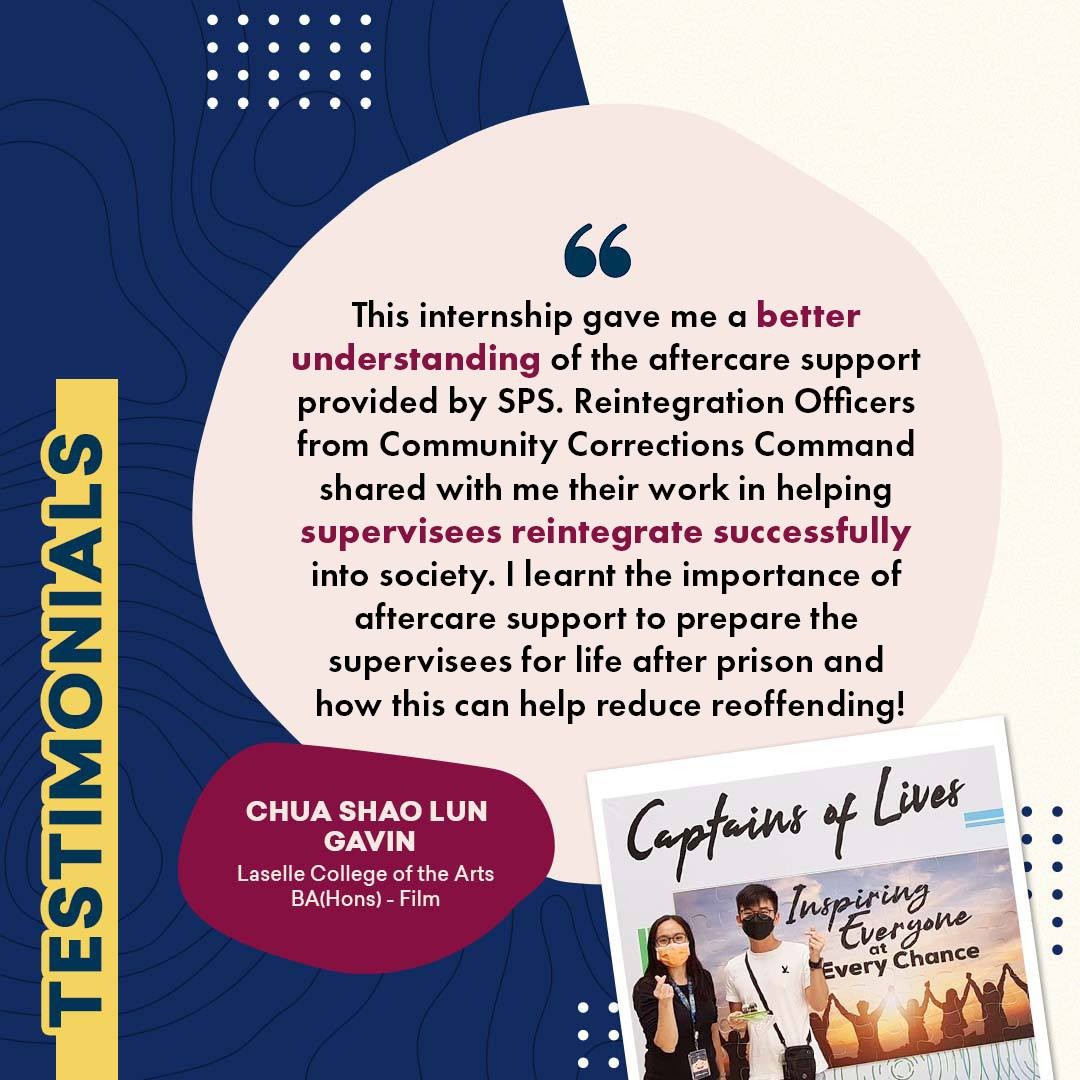 TESTIMONIALS
“
This internship gave me a better
understanding of the aftercare support
provided by SPS. Reintegration Officers
from Community Corrections Command
shared with me their work in helping
supervisees reintegrate successfully
into society. I learnt the importance of
aftercare support to prepare the
supervisees for life after prison and
how this can help reduce reoffending!
CHUA SHAO LUN
GAVIN
Laselle College of the Arts
BA(Hons) - Film
Captains of Lives
Inspiring
Everyone
at
Every Chance